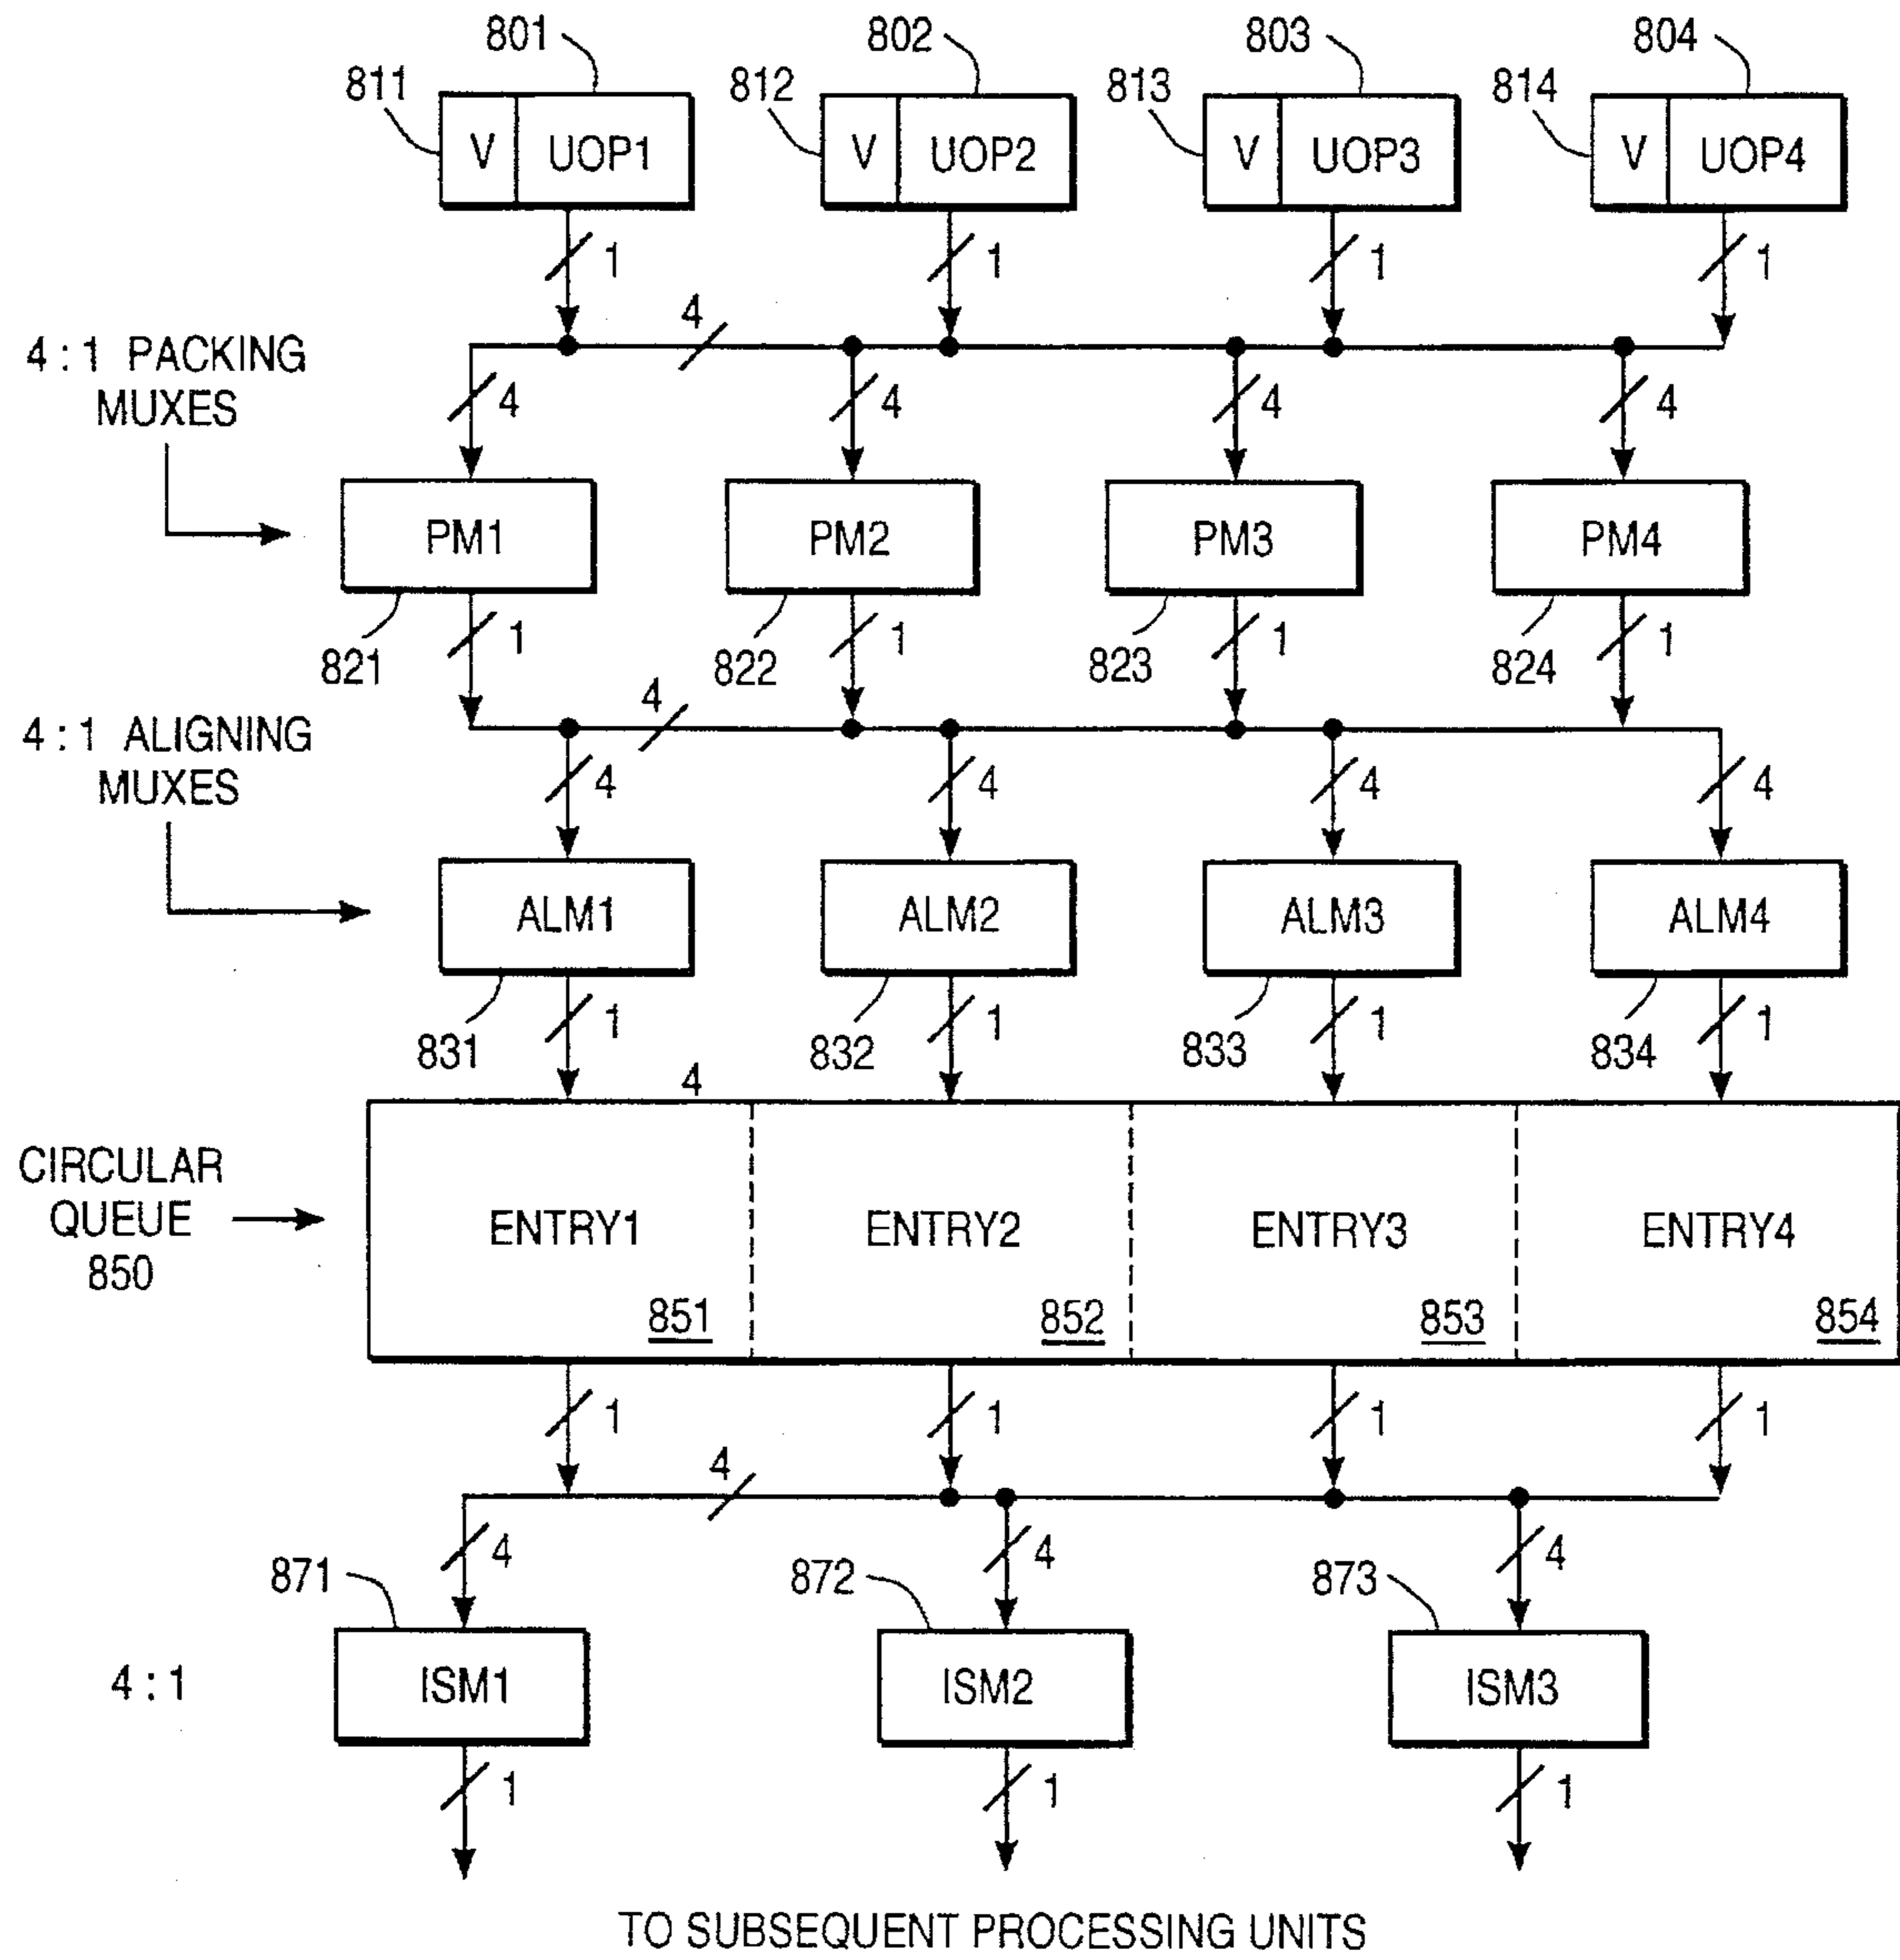 801 802 803 804
811 812 813 814
V UOP1 V UOP2 V UOP3 V UOP4
1 1 1 1
4
4 : 1 PACKING
MUXES
4 4 4 4
PM1 PM2 PM3 PM4
821 1 822 1 823 1 824 1
4
4 : 1 ALIGNING
MUXES
4 4 4 4
ALM1 ALM2 ALM3 ALM4
831 1 832 1 833 1 834 1
4
CIRCULAR
QUEUE
850
ENTRY1 ENTRY2 ENTRY3 ENTRY4
851 852 853 854
1 1 1 1
4
871 4 872 4 873 4
4 : 1 ISM1 ISM2 ISM3
1 1 1
TO SUBSEQUENT PROCESSING UNITS